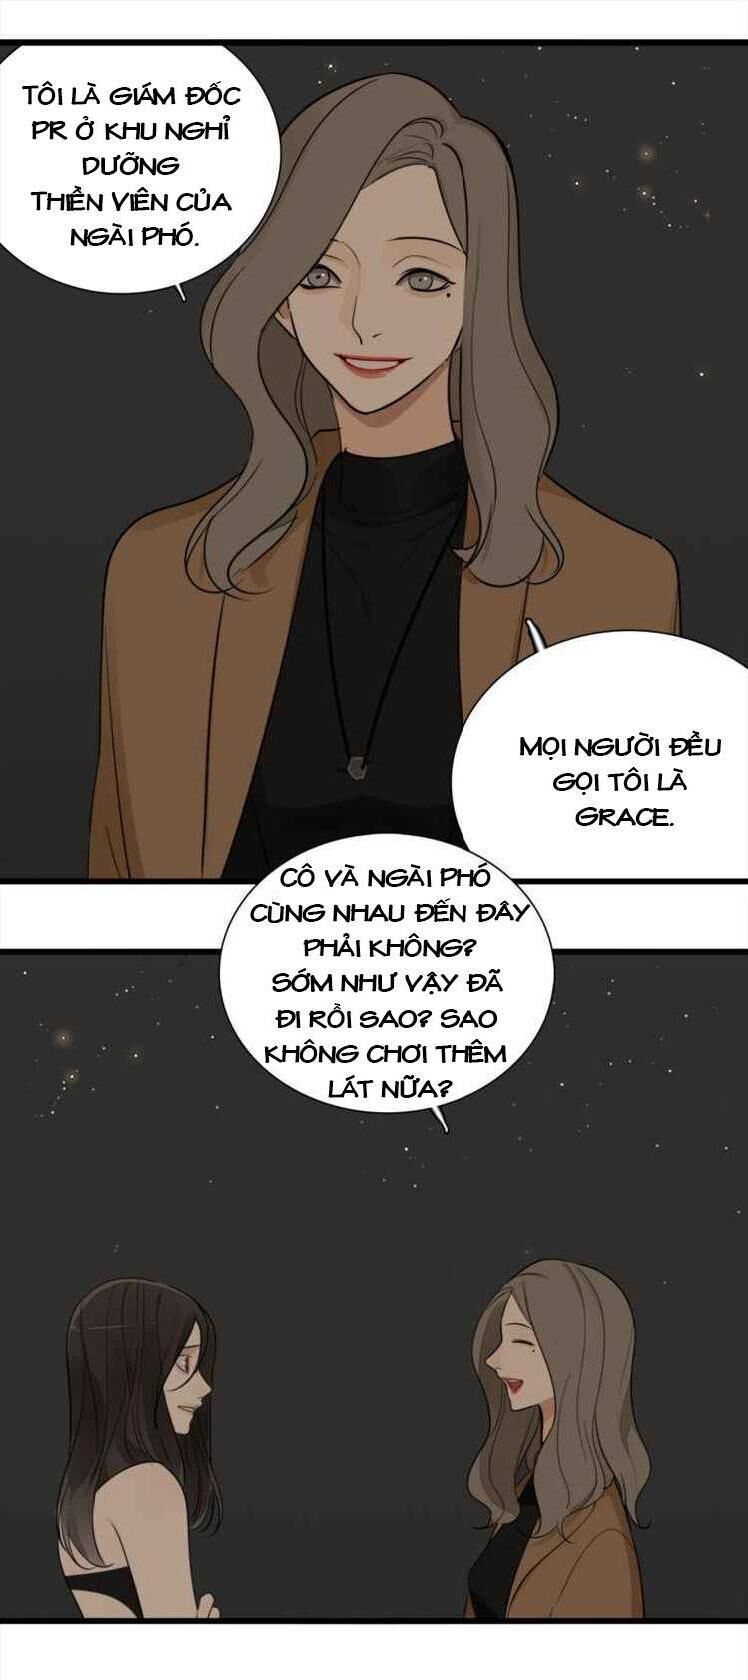 TÔI LÀ GIÁM ĐỐC
PR Ở KHU NGHỈ
DƯỠNG
THIỀN VIÊN CỦA
NGÀI PHÓ.
MỌI NGƯỜI ĐỀU
GỌI TÔI LÀ
GRACE.
CÔ VÀ NGÀI PHÓ
CÙNG NHAU ĐẾN ĐÂY
PHẢI KHÔNG?
SỚM NHƯ VẬY ĐÃ
ĐI RỒI SAO? SAO
KHÔNG CHƠI THÊM
LÁT NỮA?